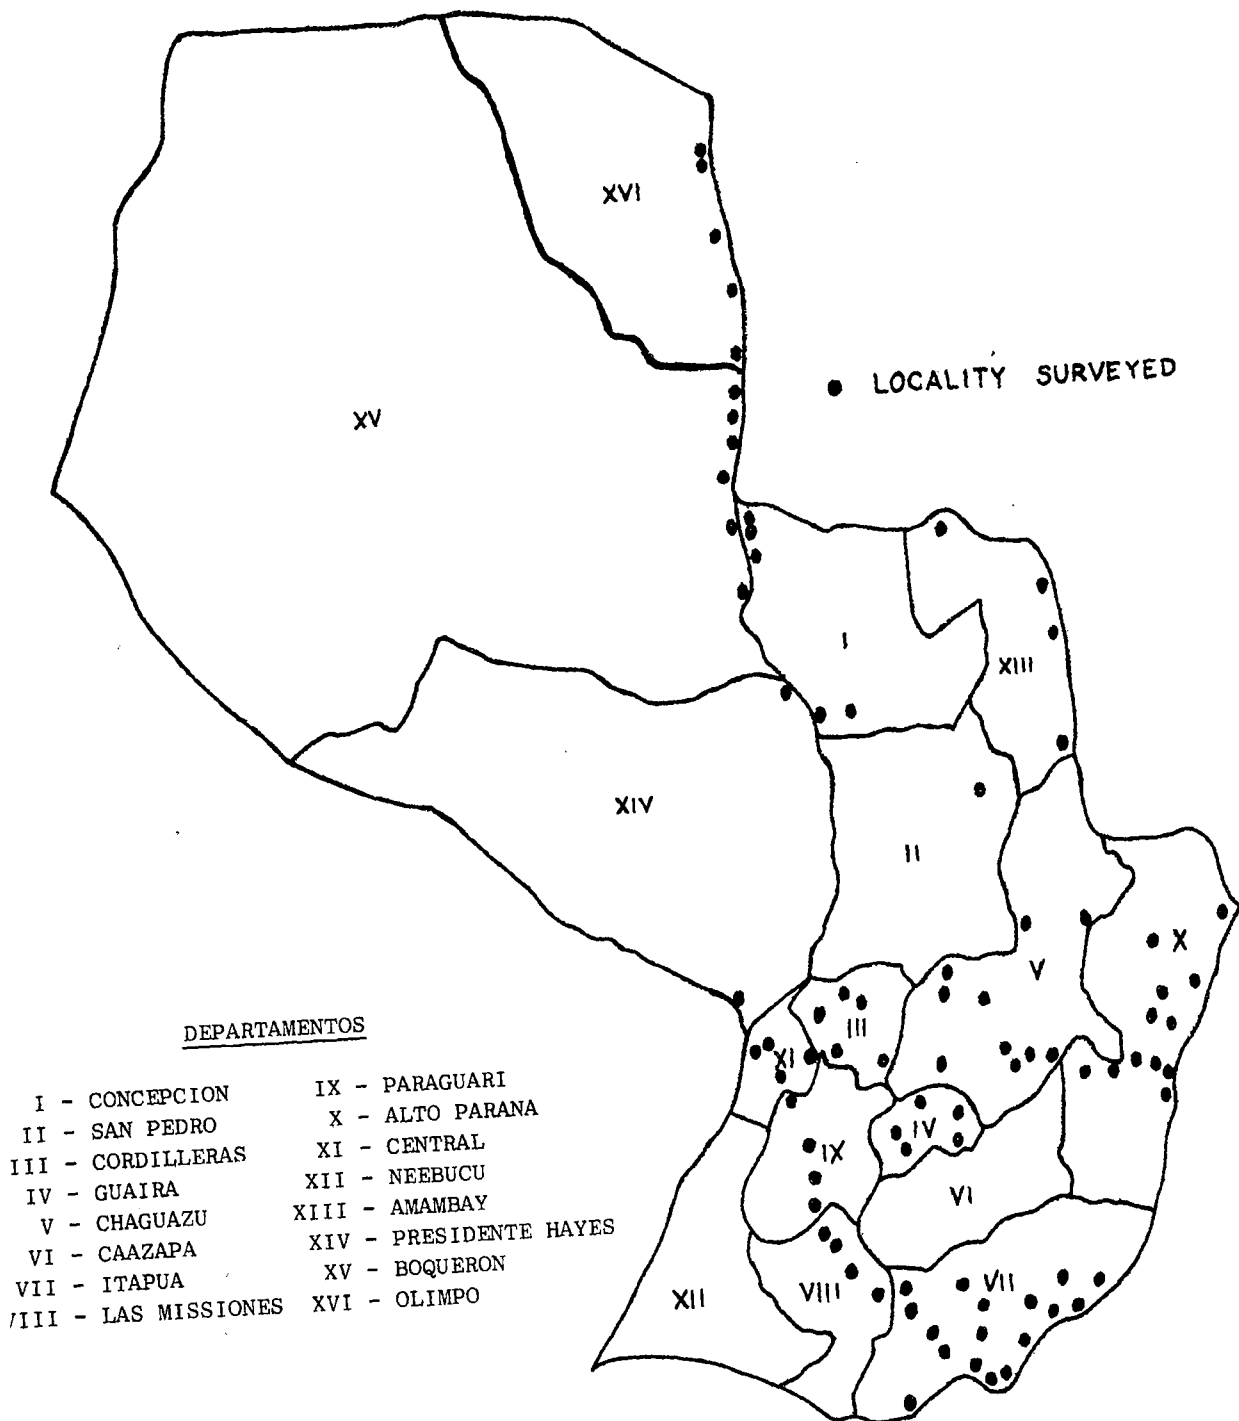 XVI
XV
● LOCALITY SURVEYED
I
XIII
XIV
II
X
V
III
XI
IV
IX
VI
VII
VIII
XII
DEPARTAMENTOS
I - CONCEPCION
II - SAN PEDRO
III - CORDILLERAS
IV - GUAIRA
V - CHAGUAZU
VI - CAAZAPA
VII - ITAPUA
VIII - LAS MISSIONES
IX - PARAGUARI
X - ALTO PARANA
XI - CENTRAL
XII - NEEBUCU
XIII - AMAMBAY
XIV - PRESIDENTE HAYES
XV - BOQUERON
XVI - OLIMPO